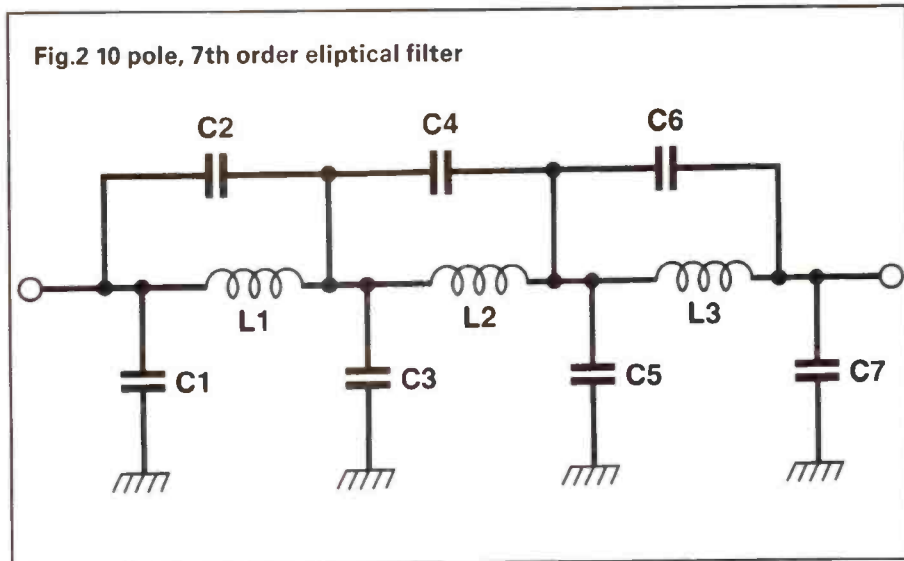 Fig.2 10 pole, 7th order eliptical filter
C2
C4
C6
L1
L2
L3
C1
C3
C5
C7